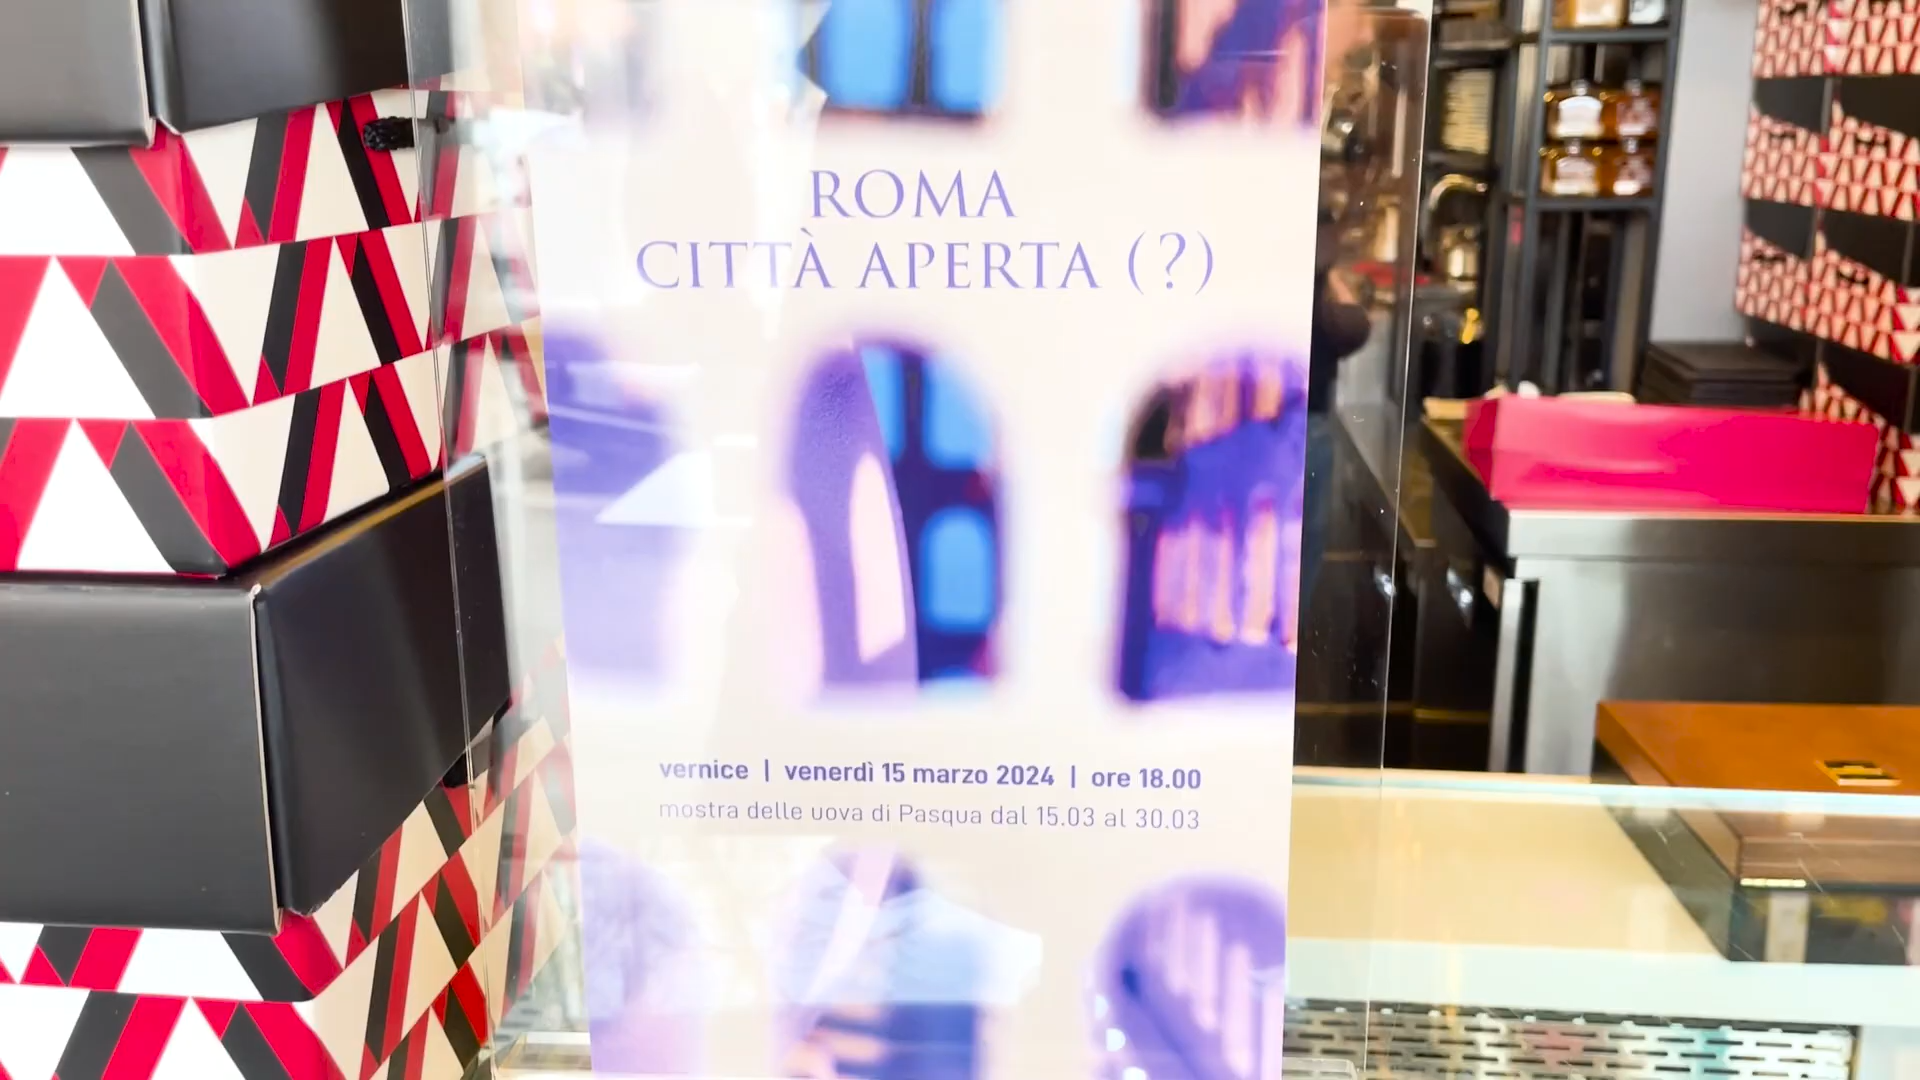 ROMA
CITTÀ APERTA (?)
vernice | venerdì 15 marzo 2024 | ore 18.00
mostra delle uova di Pasqua dal 15.03 al 30.03